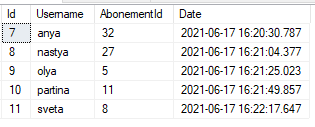 Id Username AbonementId Date
7 anya 32 2021-06-17 16:20:30.787
8 nastya 27 2021-06-17 16:21:04.377
9 olya 5 2021-06-17 16:21:25.023
10 partina 11 2021-06-17 16:21:49.857
11 sveta 8 2021-06-17 16:22:17.647